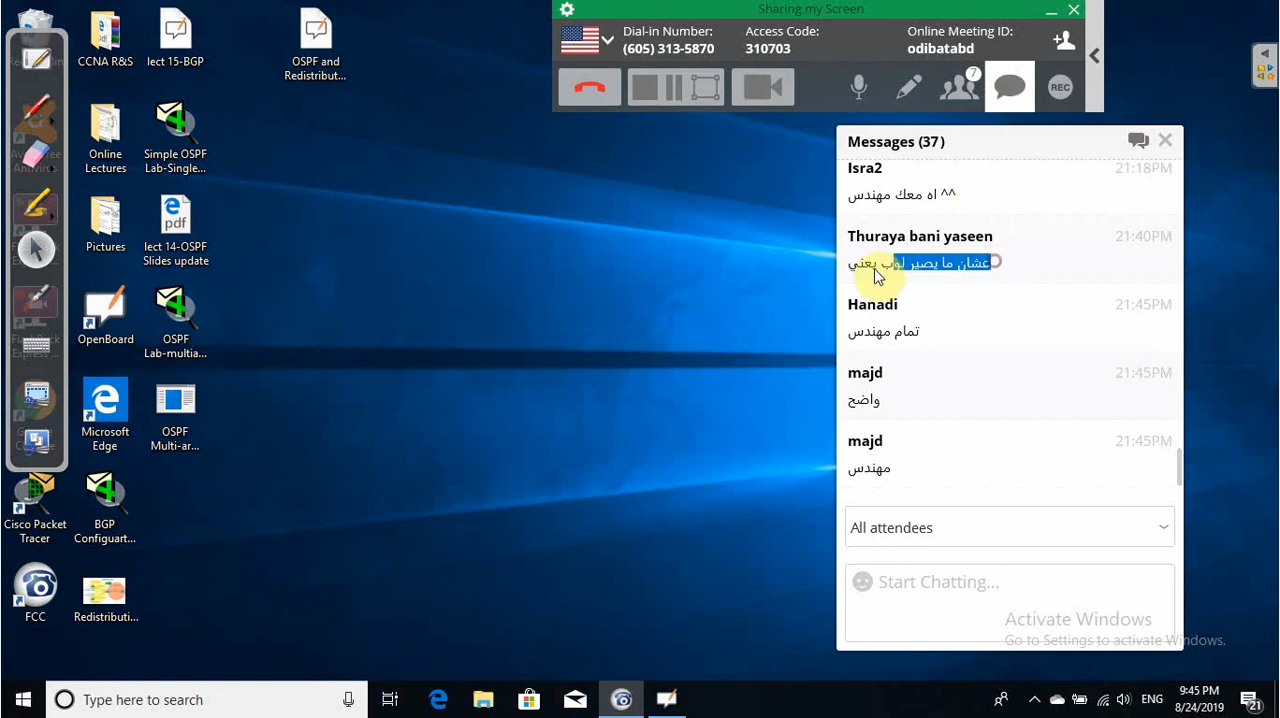 Sharing my Screen
Dial-in Number:
(605) 313-5870
Access Code:
310703
Online Meeting ID:
odibatabd
7
REC
CCNA R&S
lect 15-BGP
OSPF and
Redistribut...
Online
Lectures
Simple OSPF
Lab-Single...
Pictures
lect 14-OSPF
Slides update
OpenBoard
OSPF
Lab-multia...
Microsoft
Edge
OSPF
Multi-ar...
Cisco Packet
Tracer
BGP
Configuart...
FCC
Redistributi...
Messages (37)
Isra2
21:18PM
اه معك مهندس ^^
Thuraya bani yaseen
21:40PM
عشان ما يصير لوب يعني
Hanadi
21:45PM
تمام مهندس
majd
21:45PM
واضح
majd
21:45PM
مهندس
All attendees
Start Chatting...
Activate Windows
Go to Settings to activate Windows.
Type here to search
ENG
9:45 PM
8/24/2019
21